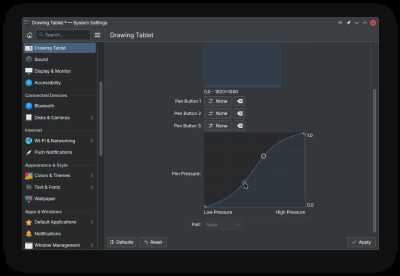 Drawing Tablet * — System Settings
Search...
Drawing Tablet
Drawing Tablet
Sound
Display & Monitor
Accessibility
Connected Devices
Bluetooth
Disks & Cameras
Internet
Wi-Fi & Networking
Push Notifications
Appearance & Style
Colors & Themes
Text & Fonts
Wallpaper
Apps & Windows
Default Applications
Notifications
Window Management
0,0 - 1920×1080
Pen Button 1
None
Pen Button 2
None
Pen Button 3
None
Pen Pressure:
1.0
0.0
Low Pressure
High Pressure
Pad:
None
Defaults
Reset
Apply